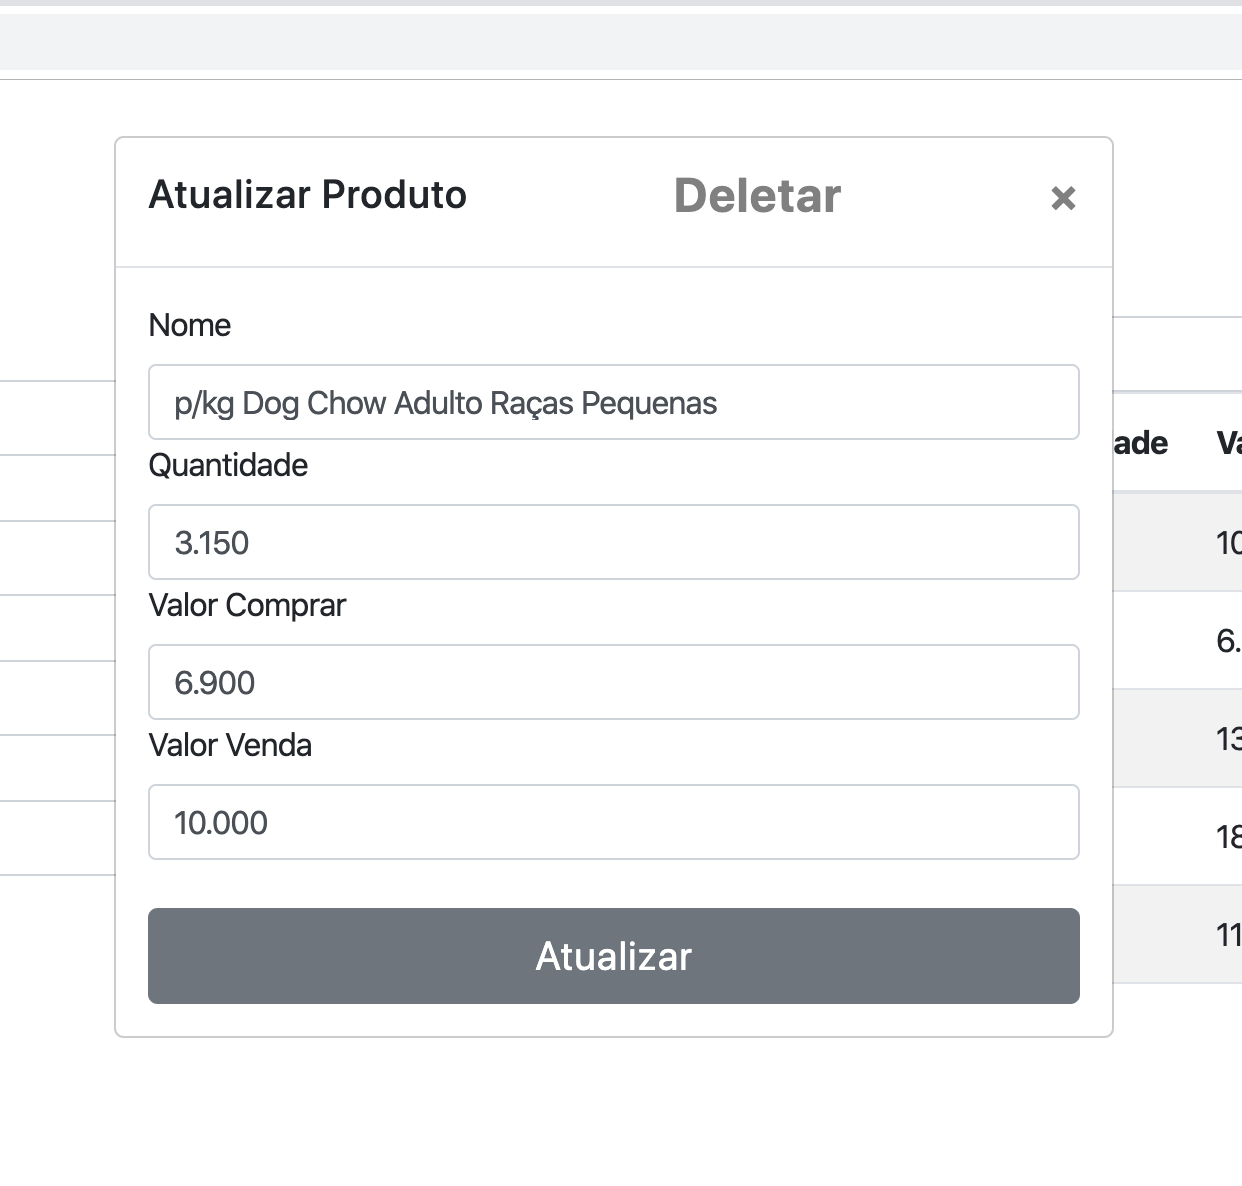 Atualizar Produto
Deletar
×
Nome
p/kg Dog Chow Adulto Raças Pequenas
Quantidade
3.150
Valor Comprar
6.900
Valor Venda
10.000
Atualizar
ade
Va
10
6.
13
18
11